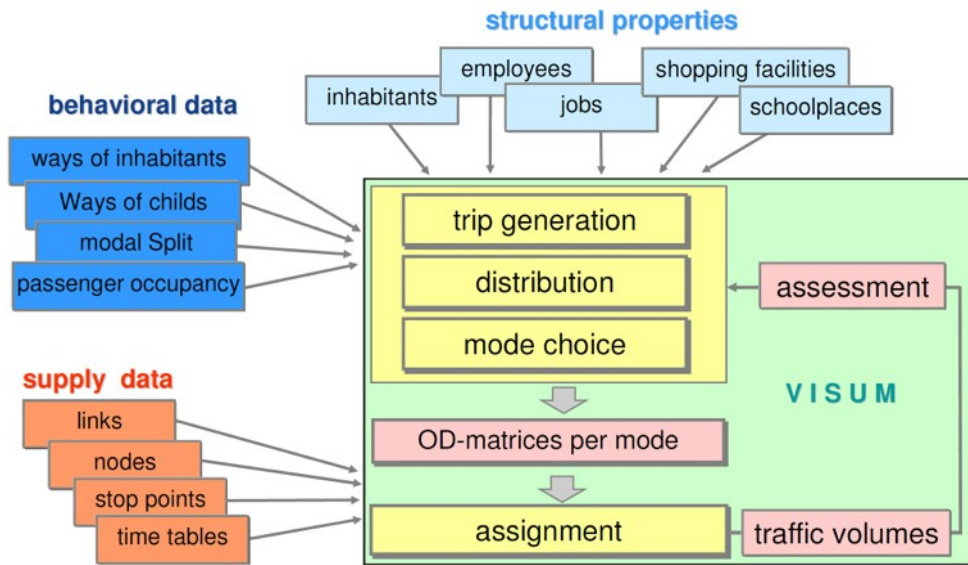 structural properties
employees
shopping facilities
inhabitants
jobs
schoolplaces
behavioral data
ways of inhabitants
Ways of childs
modal Split
passenger occupancy
trip generation
distribution
mode choice
assessment
supply data
links
nodes
stop points
time tables
V I S U M
OD-matrices per mode
assignment
traffic volumes